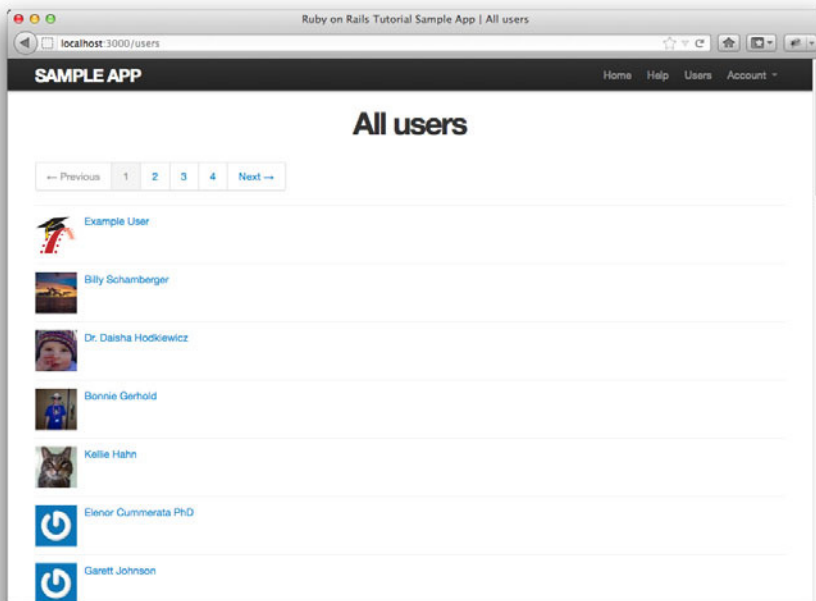 Ruby on Rails Tutorial Sample App | All users
localhost:3000/users
SAMPLE APP
Home Help Users Account
All users
← Previous 1 2 3 4 Next →
Example User
Billy Schamberger
Dr. Daisha Hodkiewicz
Bonnie Gerhold
Kellie Hahn
Elenor Cummerata PhD
Garett Johnson